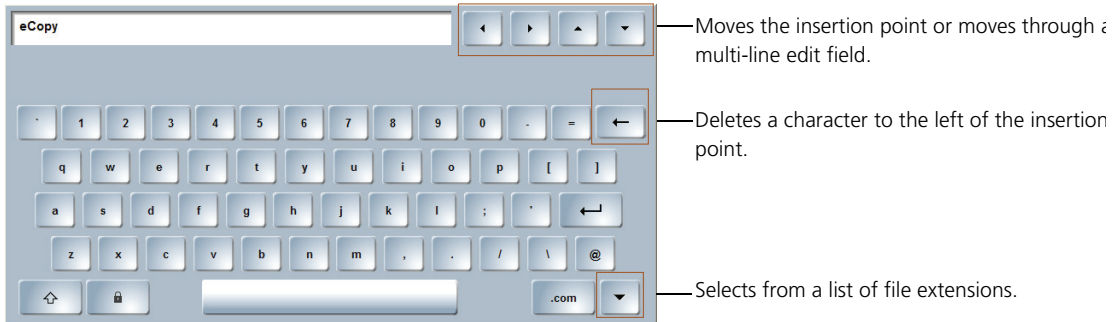 eCopy
Moves the insertion point or moves through a
multi-line edit field.
` 1 2 3 4 5 6 7 8 9 0 - =
Deletes a character to the left of the insertion
point.
q w e r t y u i o p [ ]
a s d f g h j k l ; '
z x c v b n m , . / \ @
.com
Selects from a list of file extensions.